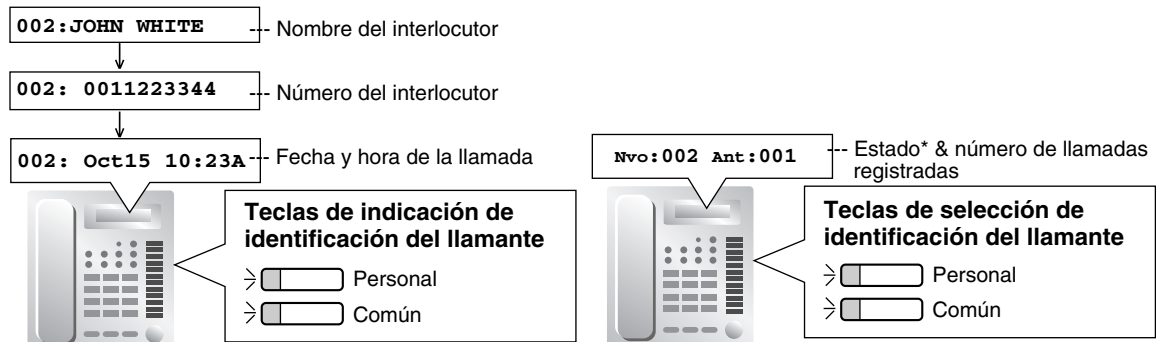 002:JOHN WHITE --- Nombre del interlocutor
002: 0011223344 --- Número del interlocutor
002: Oct15 10:23A --- Fecha y hora de la llamada
Teclas de indicación de
identificación del llamante
Personal
Común
Nvo:002 Ant:001 --- Estado* & número de llamadas
registradas
Teclas de selección de
identificación del llamante
Personal
Común